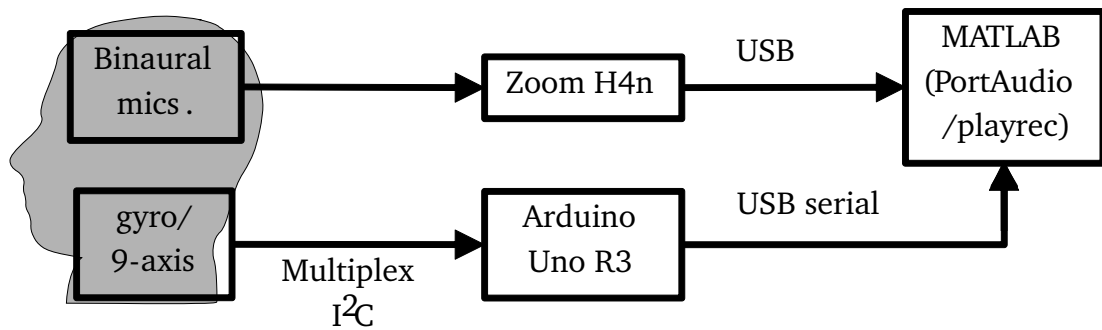 Binaural
mics .
Zoom H4n
USB
MATLAB
(PortAudio
/playrec)
gyro/
9-axis
Multiplex
I²C
Arduino
Uno R3
USB serial